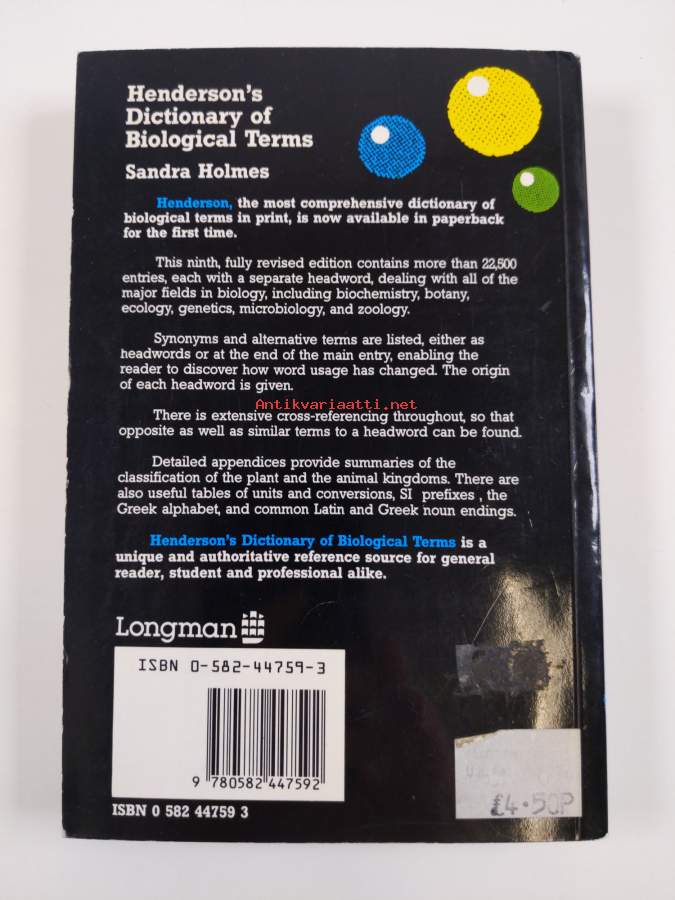 Henderson's
Dictionary of
Biological Terms
Sandra Holmes
Henderson, the most comprehensive dictionary of
biological terms in print, is now available in paperback
for the first time.
This ninth, fully revised edition contains more than 22,500
entries, each with a separate headword, dealing with all of the
major fields in biology, including biochemistry, botany,
ecology, genetics, microbiology, and zoology.
Synonyms and alternative terms are listed, either as
headwords or at the end of the main entry, enabling the
reader to discover how word usage has changed. The origin
of each headword is given.
Antikvariaatti.net
There is extensive cross-referencing throughout, so that
opposite as well as similar terms to a headword can be found.
Detailed appendices provide summaries of the
classification of the plant and the animal kingdoms. There are
also useful tables of units and conversions, SI prefixes , the
Greek alphabet, and common Latin and Greek noun endings.
Henderson's Dictionary of Biological Terms is a
unique and authoritative reference source for general
reader, student and professional alike.
Longman
ISBN 0-582-44759-3
9 780582 447592
ISBN 0 582 44759 3
£4.50P